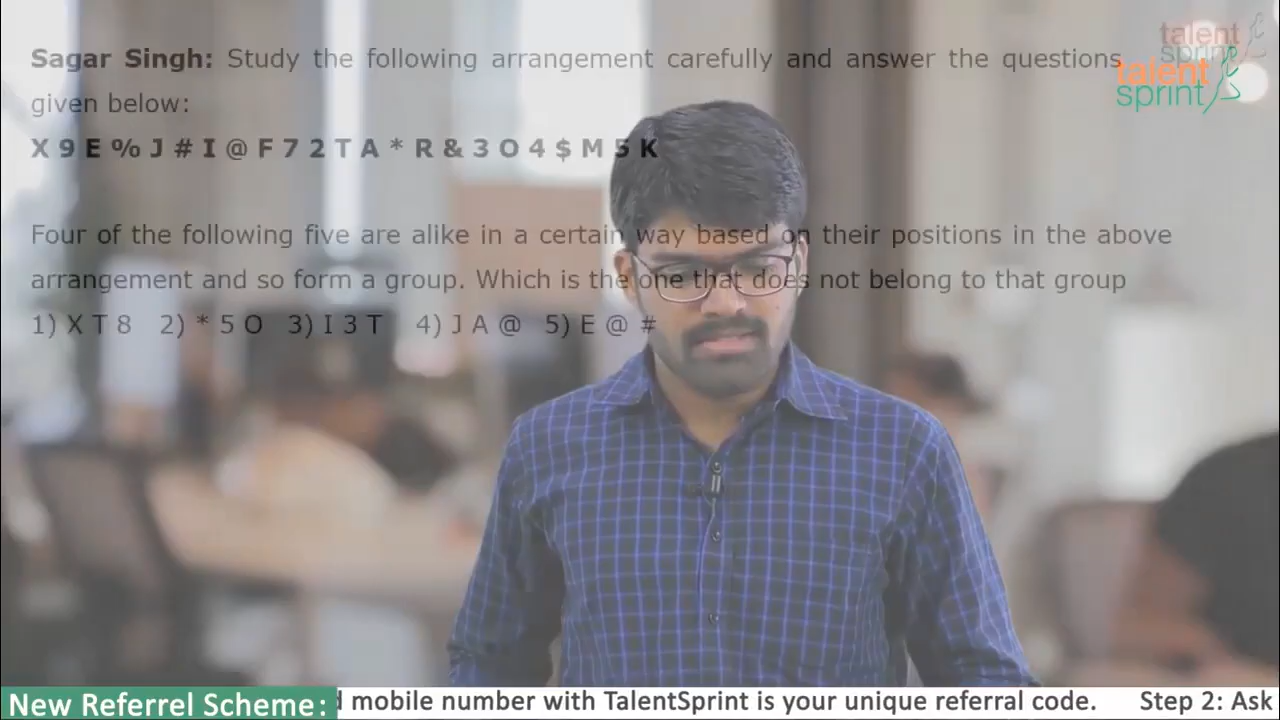 talent
sprint
talent
sprint
Sagar Singh: Study the following arrangement carefully and answer the questions
given below:
X 9 E % J # I @ F 7 2 T A * R & 3 O 4 $ M 5 K
Four of the following five are alike in a certain way based on their positions in the above
arrangement and so form a group. Which is the one that does not belong to that group
1) X T 8 2) * 5 O 3) I 3 T 4) J A @ 5) E @ #
New Referrel Scheme: mobile number with TalentSprint is your unique referral code. Step 2: Ask